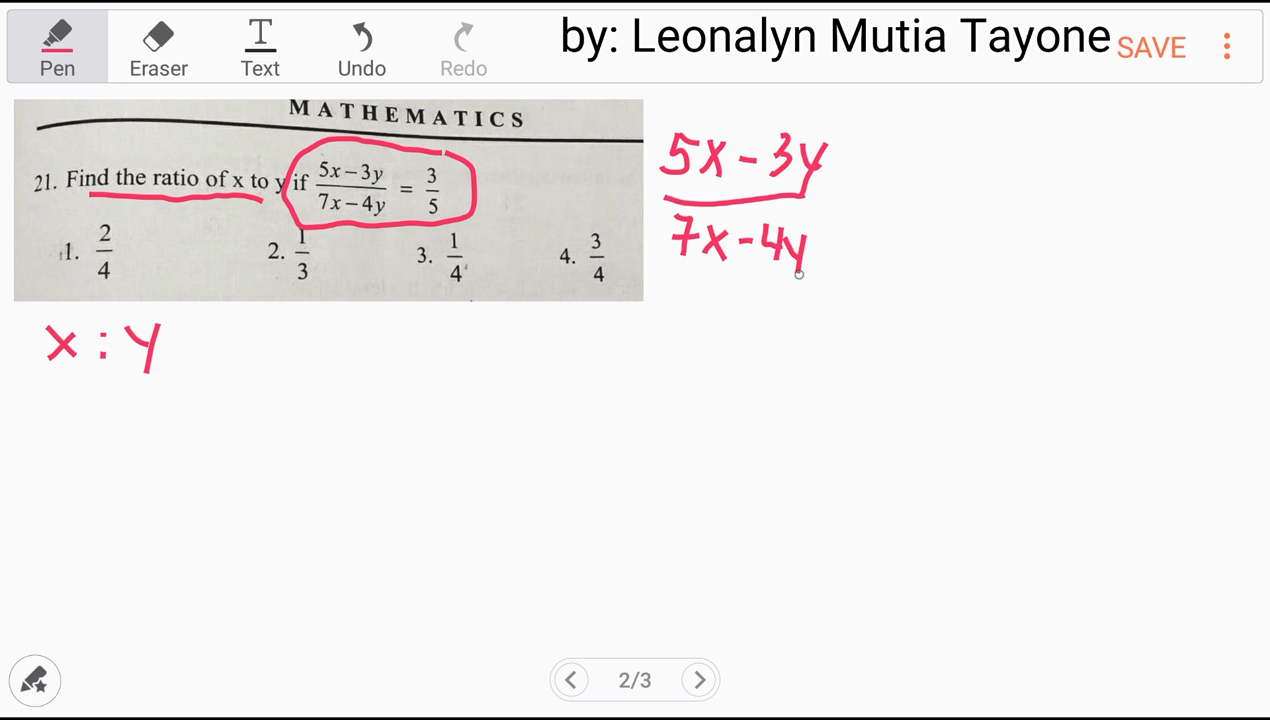 by: Leonalyn Mutia Tayone
Pen Eraser Text Undo Redo SAVE
MATHEMATICS
21. Find the ratio of x to y if (5x – 3y)/(7x – 4y) = 3/5
1. 2/4 2. 1/3 3. 1/4 4. 3/4
5x - 3y
7x - 4y
x : y
2/3